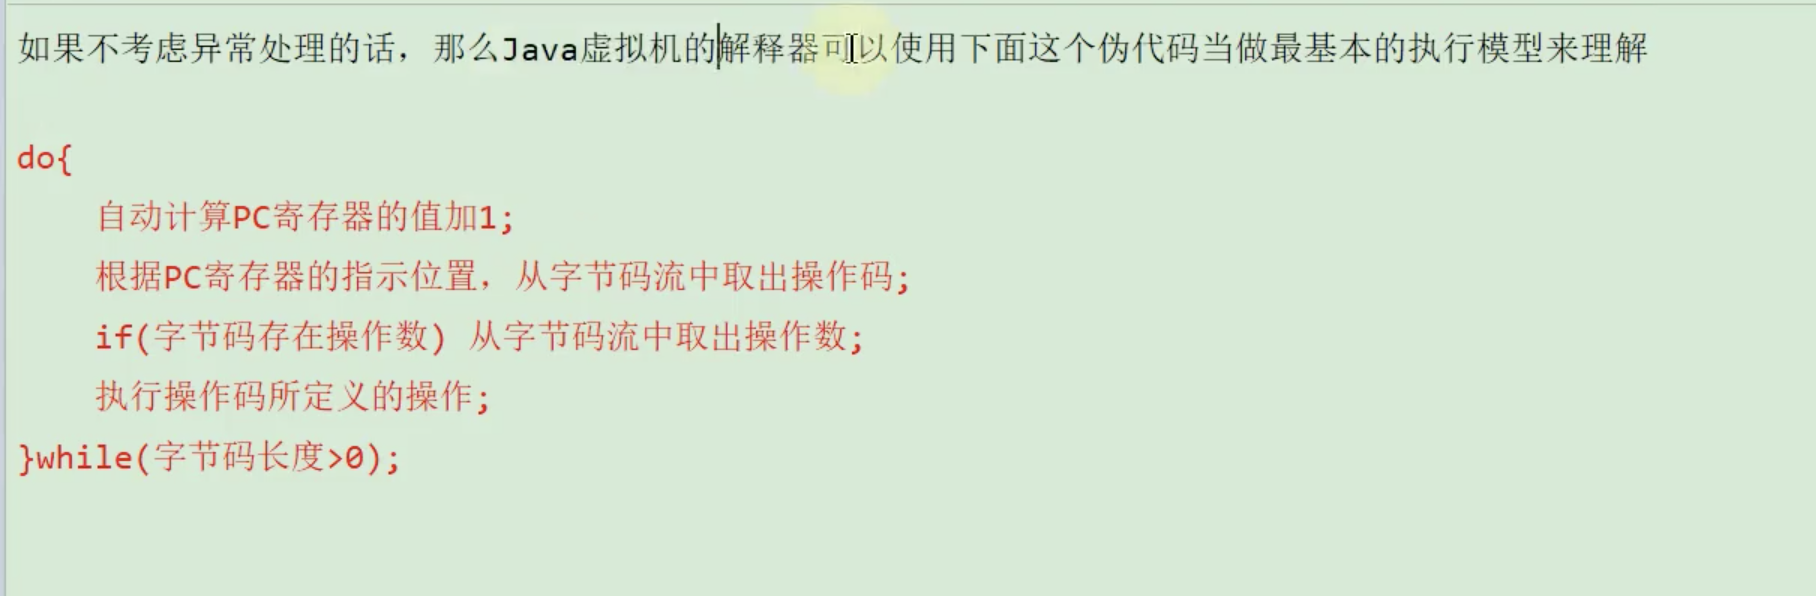 如果不考虑异常处理的话，那么Java虚拟机的解释器可以使用下面这个伪代码当做最基本的执行模型来理解
do{
自动计算PC寄存器的值加1;
根据PC寄存器的指示位置，从字节码流中取出操作码;
if(字节码存在操作数) 从字节码流中取出操作数;
执行操作码所定义的操作;
}while(字节码长度>0);